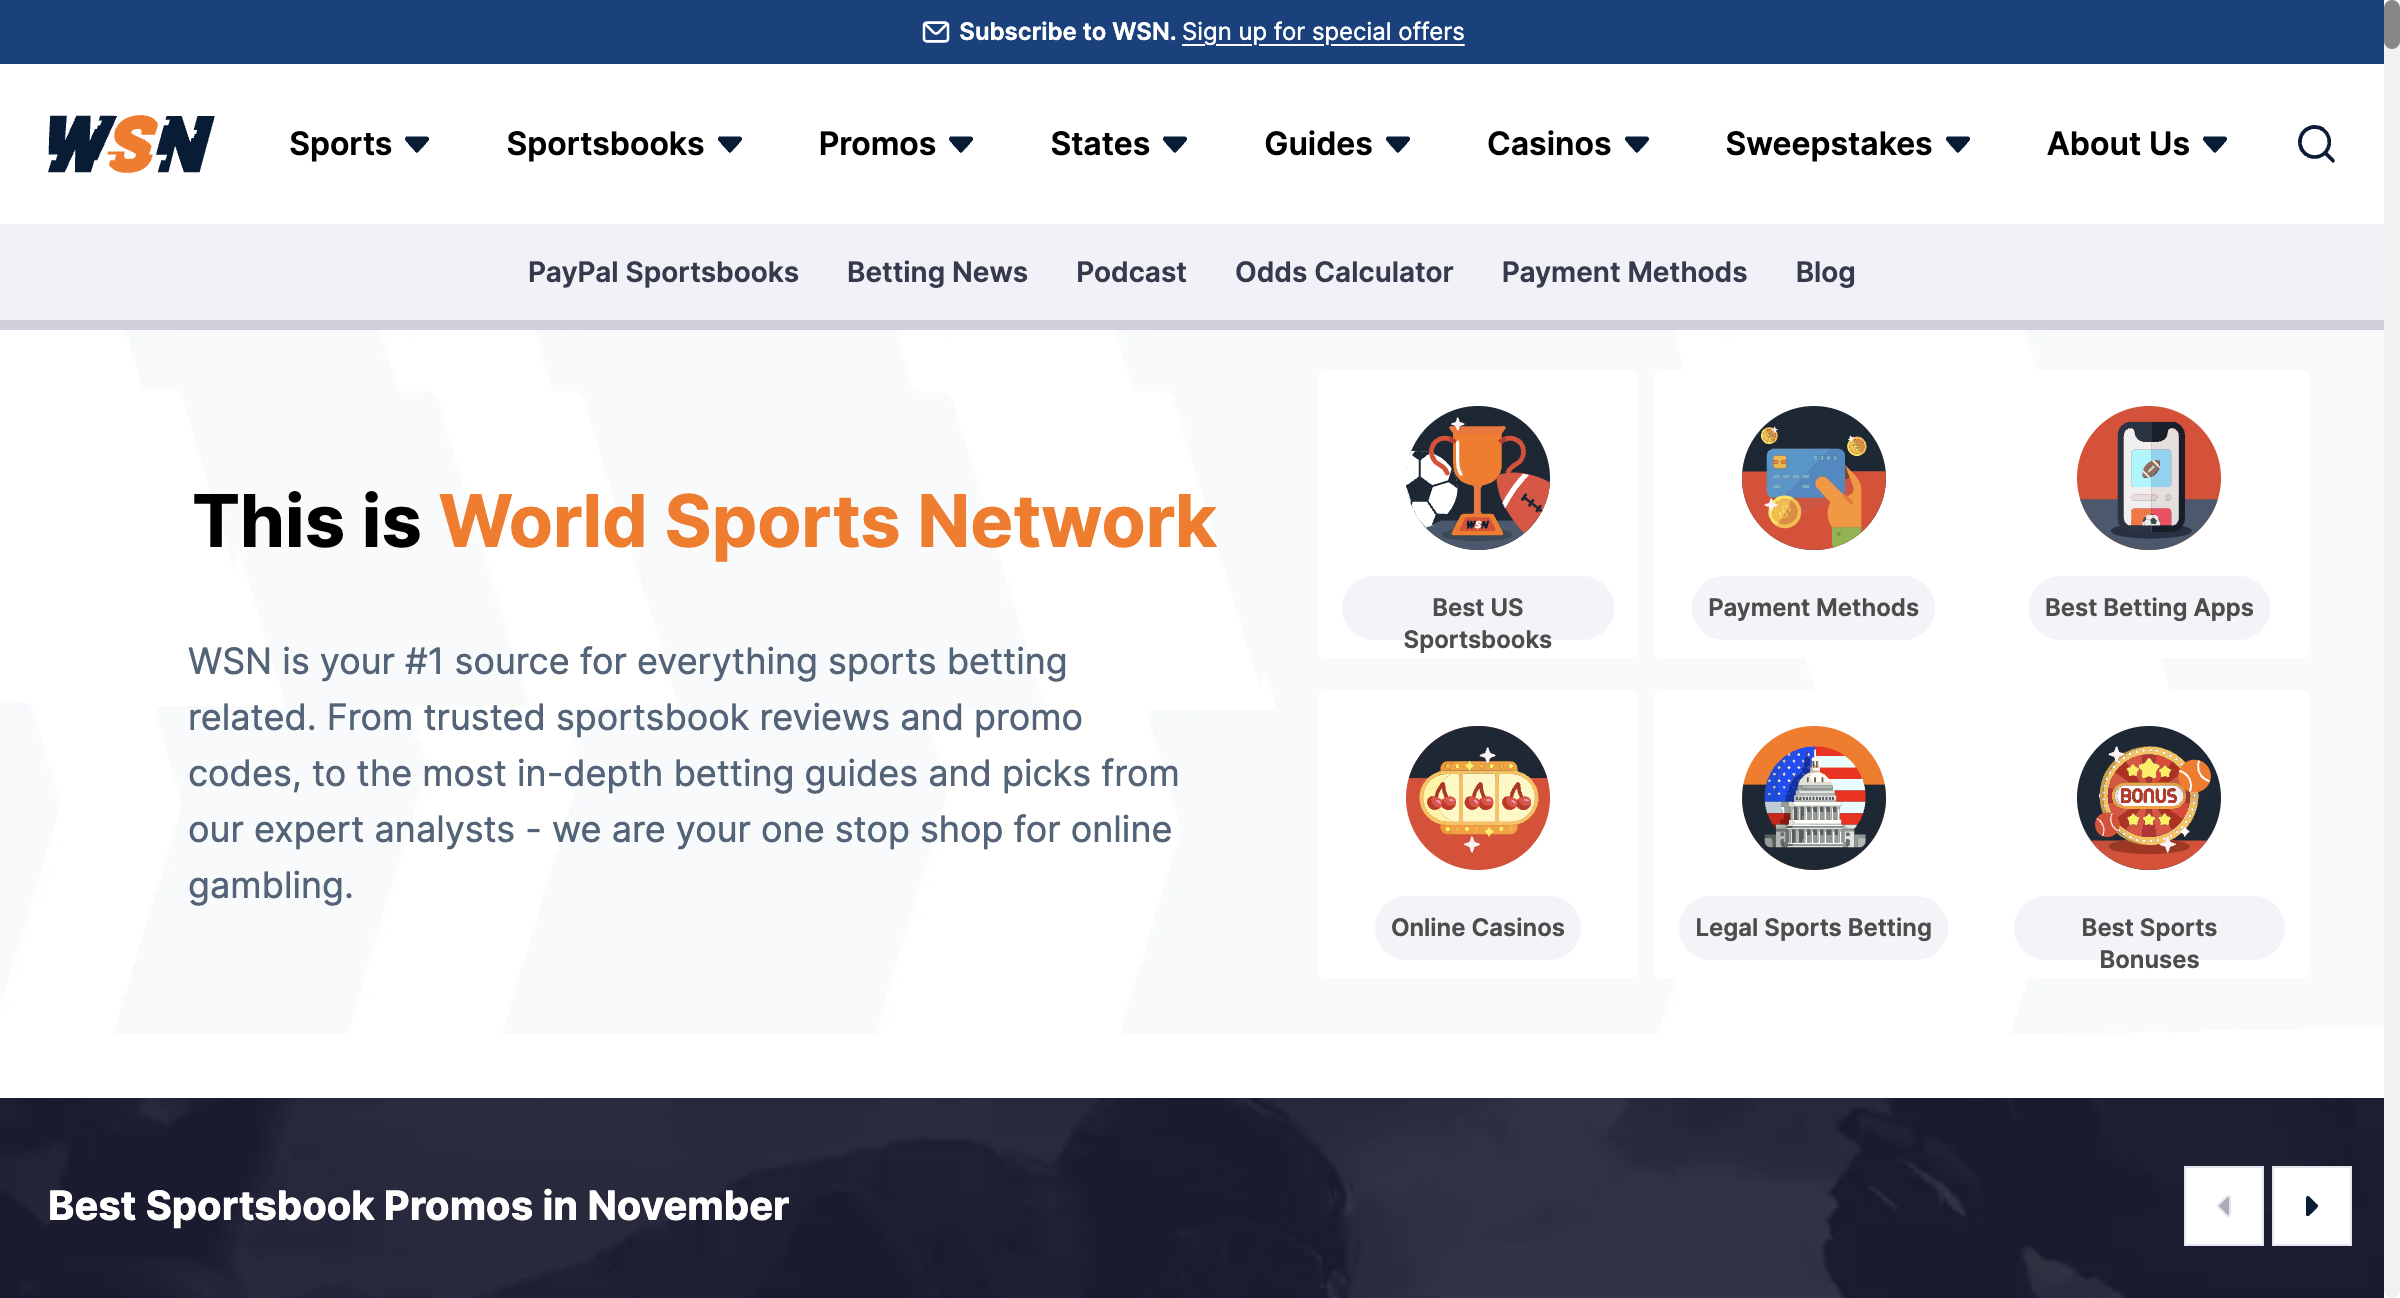 Subscribe to WSN. Sign up for special offers
WSN
Sports
Sportsbooks
Promos
States
Guides
Casinos
Sweepstakes
About Us
PayPal Sportsbooks
Betting News
Podcast
Odds Calculator
Payment Methods
Blog
This is World Sports Network
WSN is your #1 source for everything sports betting
related. From trusted sportsbook reviews and promo
codes, to the most in-depth betting guides and picks from
our expert analysts - we are your one stop shop for online
gambling.
WSN
Best US
Sportsbooks
Payment Methods
Best Betting Apps
Online Casinos
Legal Sports Betting
BONUS
Best Sports
Bonuses
Best Sportsbook Promos in November